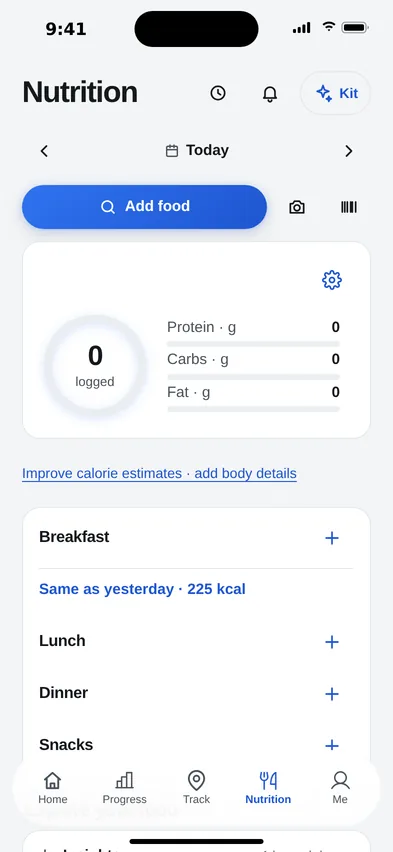 9:41
Nutrition
Kit
Today
Add food
Protein · g 0
Carbs · g 0
Fat · g 0
0
logged
Improve calorie estimates · add body details
Breakfast
Same as yesterday · 225 kcal
Lunch
Dinner
Snacks
Home
Progress
Track
Nutrition
Me